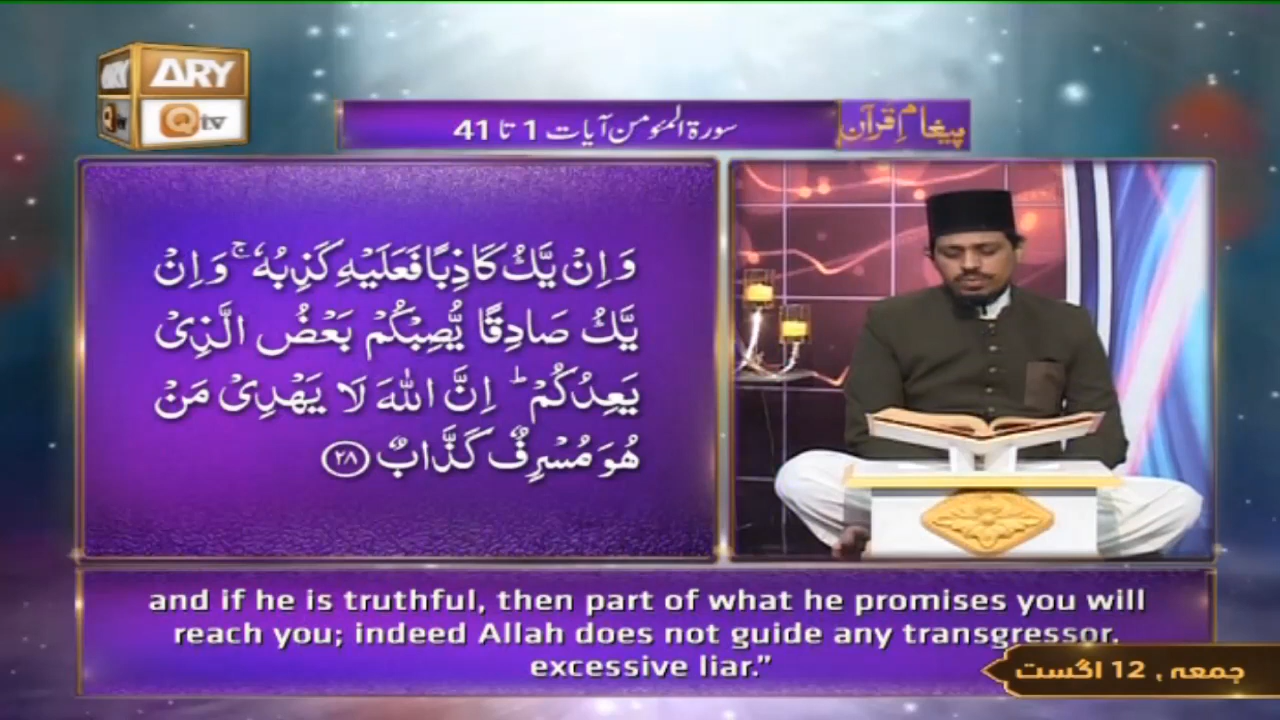 ARY
ARY
Qtv
Qtv
پیغامِ قرآن
سورۃ المئومن آیات 1 تا 41
وَ اِنْ یَّكُ كَاذِبًا فَعَلَیْهِ كَذِبُهٗ ۚ وَ اِنْ
یَّكُ صَادِقًا یُّصِبْكُمْ بَعْضُ الَّذِیْ
یَعِدُكُمْ ؕ اِنَّ اللّٰهَ لَا یَهْدِیْ مَنْ
هُوَ مُسْرِفٌ كَذَّابٌ ﴿۲۸﴾
and if he is truthful, then part of what he promises you will
reach you; indeed Allah does not guide any transgressor.
excessive liar.”
جمعہ , 12 اگست